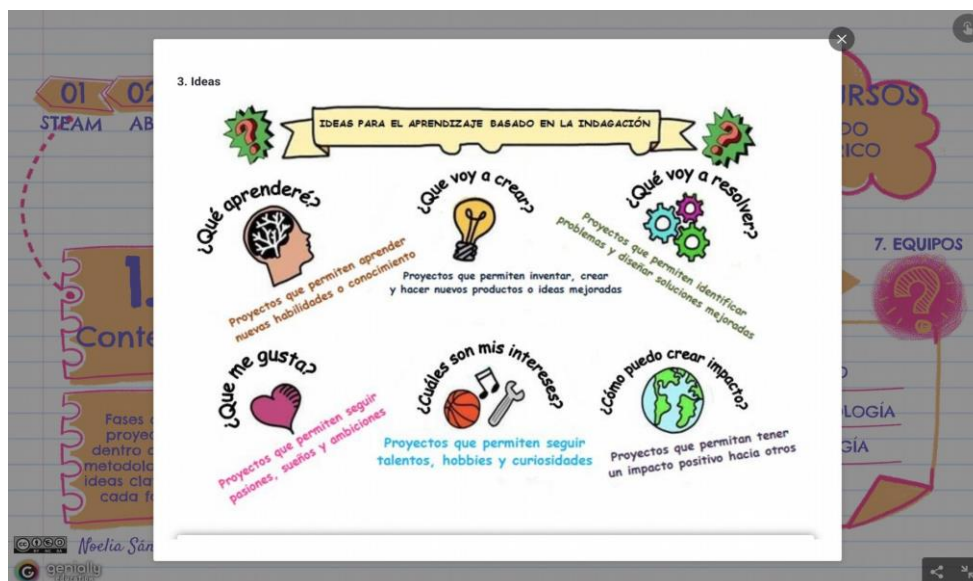 01 02
STEAM AB
3. Ideas
IDEAS PARA EL APRENDIZAJE BASADO EN LA INDAGACIÓN
¿Qué aprenderé?
Proyectos que permiten aprender
nuevas habilidades o conocimiento
¿Que voy a crear?
Proyectos que permiten inventar, crear
y hacer nuevos productos o ideas mejoradas
¿Qué voy a resolver?
Proyectos que permiten identificar
problemas y diseñar soluciones mejoradas
¿Que me gusta?
Proyectos que permiten seguir
pasiones, sueños y ambiciones
¿Cuáles son mis intereses?
Proyectos que permiten seguir
talentos, hobbies y curiosidades
¿Cómo puedo crear impacto?
Proyectos que permitan tener
un impacto positivo hacia otros
URSOS
DO
RICO
7. EQUIPOS
O
OLOGÍA
GÍA
1.
Conte
Fases
proyec
dentro
metodolo
ideas cla
cada fa
Noelia Sán
genially